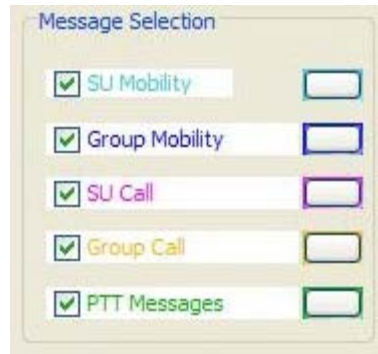 Message Selection
SU Mobility
Group Mobility
SU Call
Group Call
PTT Messages